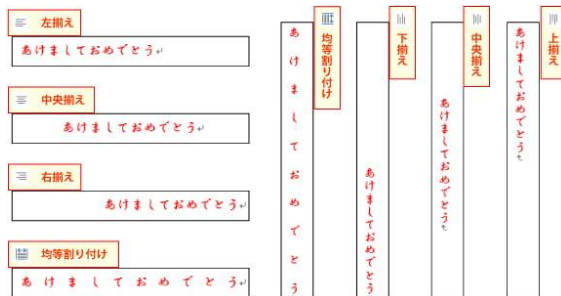 左揃え
あけましておめでとう
中央揃え
あけましておめでとう
右揃え
あけましておめでとう
均等割り付け
あけましておめでとう
上揃え
あけましておめでとう
中央揃え
あけましておめでとう
下揃え
あけましておめでとう
均等割り付け
あけましておめでとう